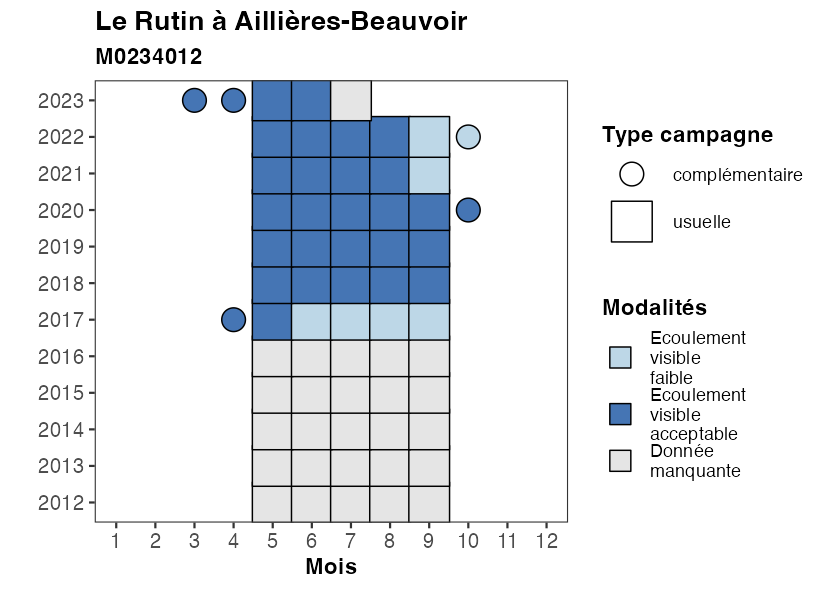 Le Rutin à Aillières-Beauvoir
M0234012
2023
2022
2021
2020
2019
2018
2017
2016
2015
2014
2013
2012
1 2 3 4 5 6 7 8 9 10 11 12
Mois
Type campagne
complémentaire
usuelle
Modalités
Ecoulement
visible
faible
Ecoulement
visible
acceptable
Donnée
manquante